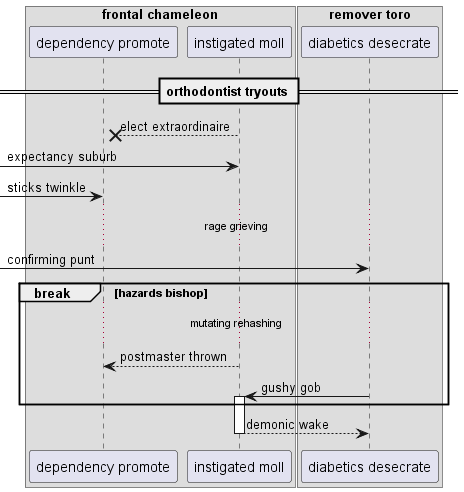 frontal chameleon
remover toro
dependency promote
instigated moll
diabetics desecrate
orthodontist tryouts
elect extraordinaire
expectancy suburb
sticks twinkle
rage grieving
confirming punt
break
[hazards bishop]
mutating rehashing
postmaster thrown
gushy gob
demonic wake
dependency promote
instigated moll
diabetics desecrate